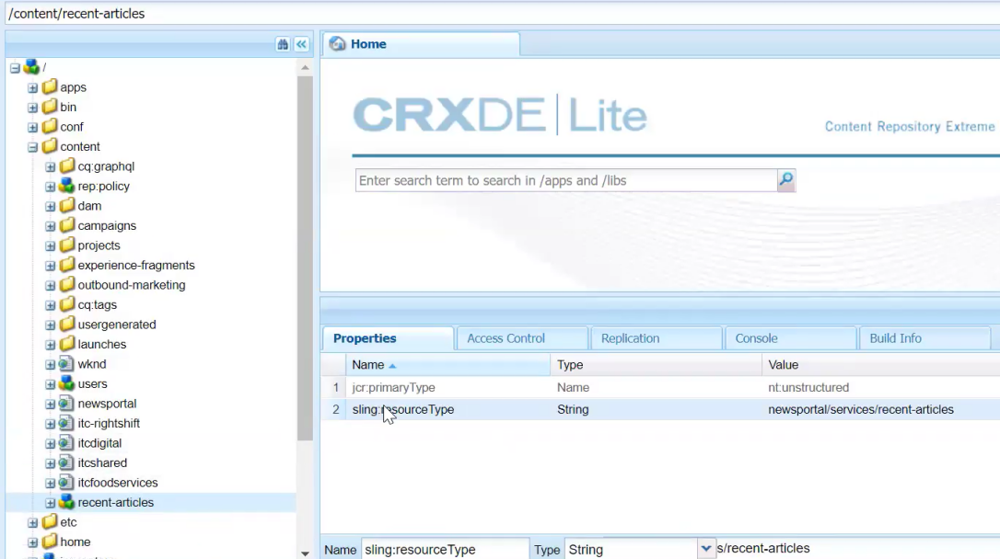 /content/recent-articles
/
apps
bin
conf
content
cq:graphql
rep:policy
dam
campaigns
projects
experience-fragments
outbound-marketing
cq:tags
usergenerated
launches
wknd
users
newsportal
itc-rightshift
itcdigital
itcshared
itcfoodservices
recent-articles
etc
home
Home
CRXDE | Lite
Content Repository Extreme
Enter search term to search in /apps and /libs
Properties Access Control Replication Console Build Info
Name Type Value
1 jcr:primaryType Name nt:unstructured
2 sling:resourceType String newsportal/services/recent-articles
Name sling:resourceType Type String s/recent-articles